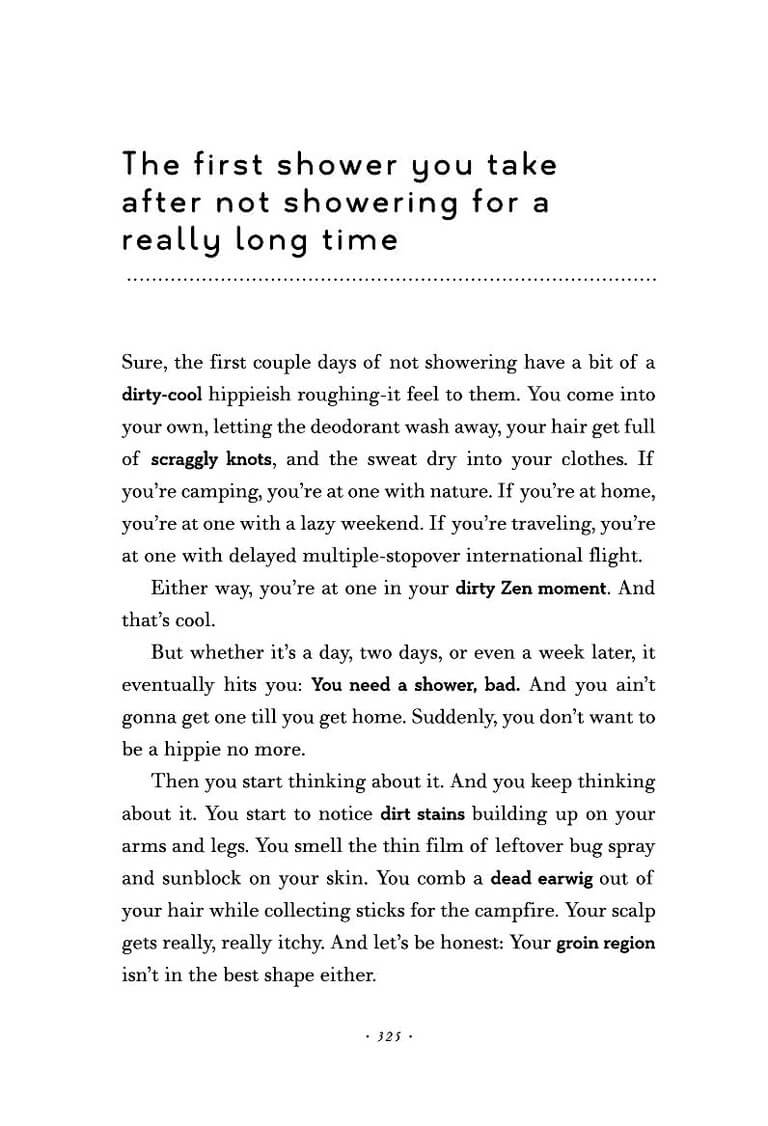 The first shower you take
after not showering for a
really long time
Sure, the first couple days of not showering have a bit of a
dirty-cool hippieish roughing-it feel to them. You come into
your own, letting the deodorant wash away, your hair get full
of scraggly knots, and the sweat dry into your clothes. If
you’re camping, you’re at one with nature. If you’re at home,
you’re at one with a lazy weekend. If you’re traveling, you’re
at one with delayed multiple-stopover international flight.
Either way, you’re at one in your dirty Zen moment. And
that’s cool.
But whether it’s a day, two days, or even a week later, it
eventually hits you: You need a shower, bad. And you ain’t
gonna get one till you get home. Suddenly, you don’t want to
be a hippie no more.
Then you start thinking about it. And you keep thinking
about it. You start to notice dirt stains building up on your
arms and legs. You smell the thin film of leftover bug spray
and sunblock on your skin. You comb a dead earwig out of
your hair while collecting sticks for the campfire. Your scalp
gets really, really itchy. And let’s be honest: Your groin region
isn’t in the best shape either.
· 325 ·